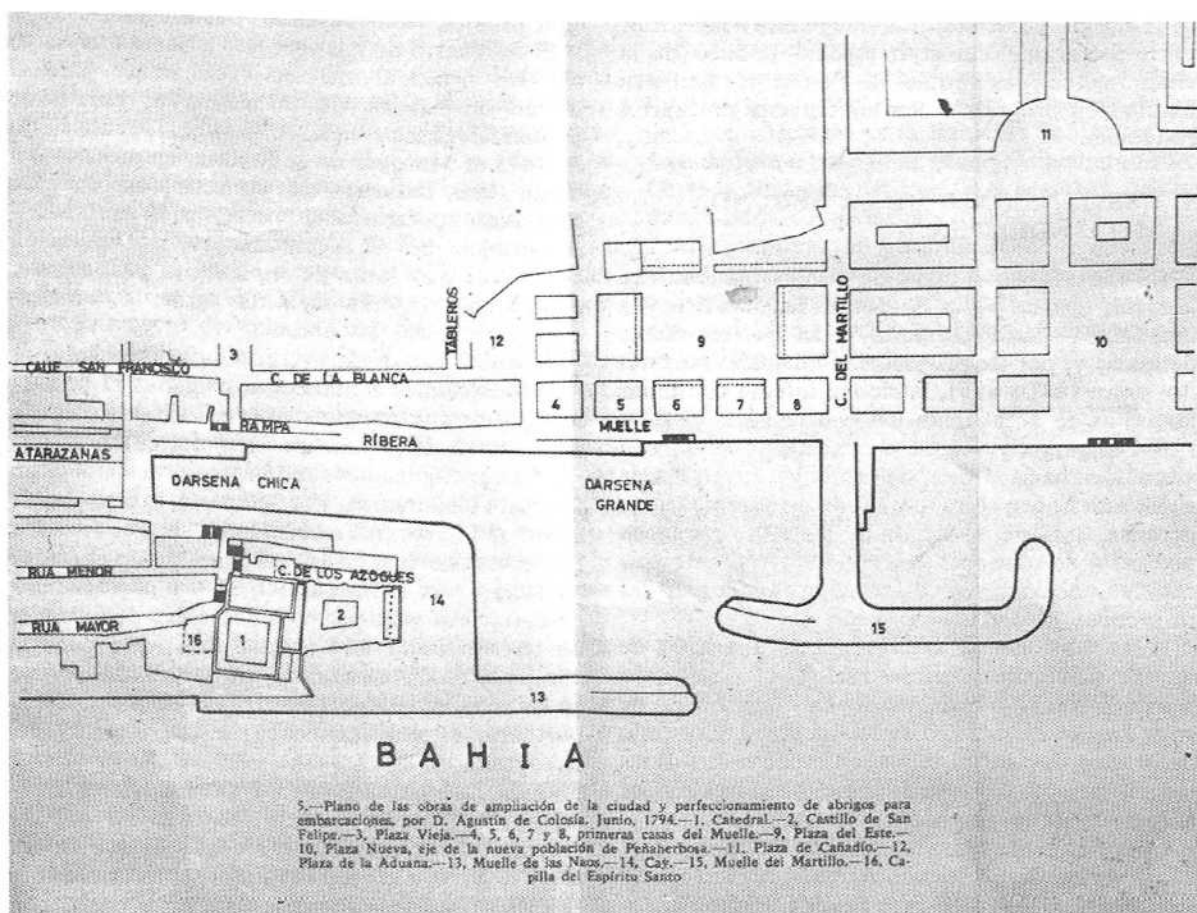 11
TABLEROS
12
9
C. DEL MARTILLO
10
3
CALLE SAN FRANCISCO
C. DE LA BLANCA
4
5
6
7
8
RAMPA
RIBERA
MUELLE
ATARAZANAS
DARSENA CHICA
DARSENA
GRANDE
RUA MENOR
C. DE LOS AZOGUES
2
14
RUA MAYOR
16
1
15
13
BAHIA
5.—Plano de las obras de ampliación de la ciudad y perfeccionamiento de abrigos para
embarcaciones, por D. Agustín de Colosía. Junio, 1794.—1, Catedral.—2, Castillo de San
Felipe.—3, Plaza Vieja.—4, 5, 6, 7 y 8, primeras casas del Muelle.—9, Plaza del Este.—
10, Plaza Nueva, eje de la nueva población de Peñaherbosa.—11, Plaza de Cañadío.—12,
Plaza de la Aduana.—13, Muelle de las Naos.—14, Cay.—15, Muelle del Martillo.—16, Ca-
pilla del Espíritu Santo